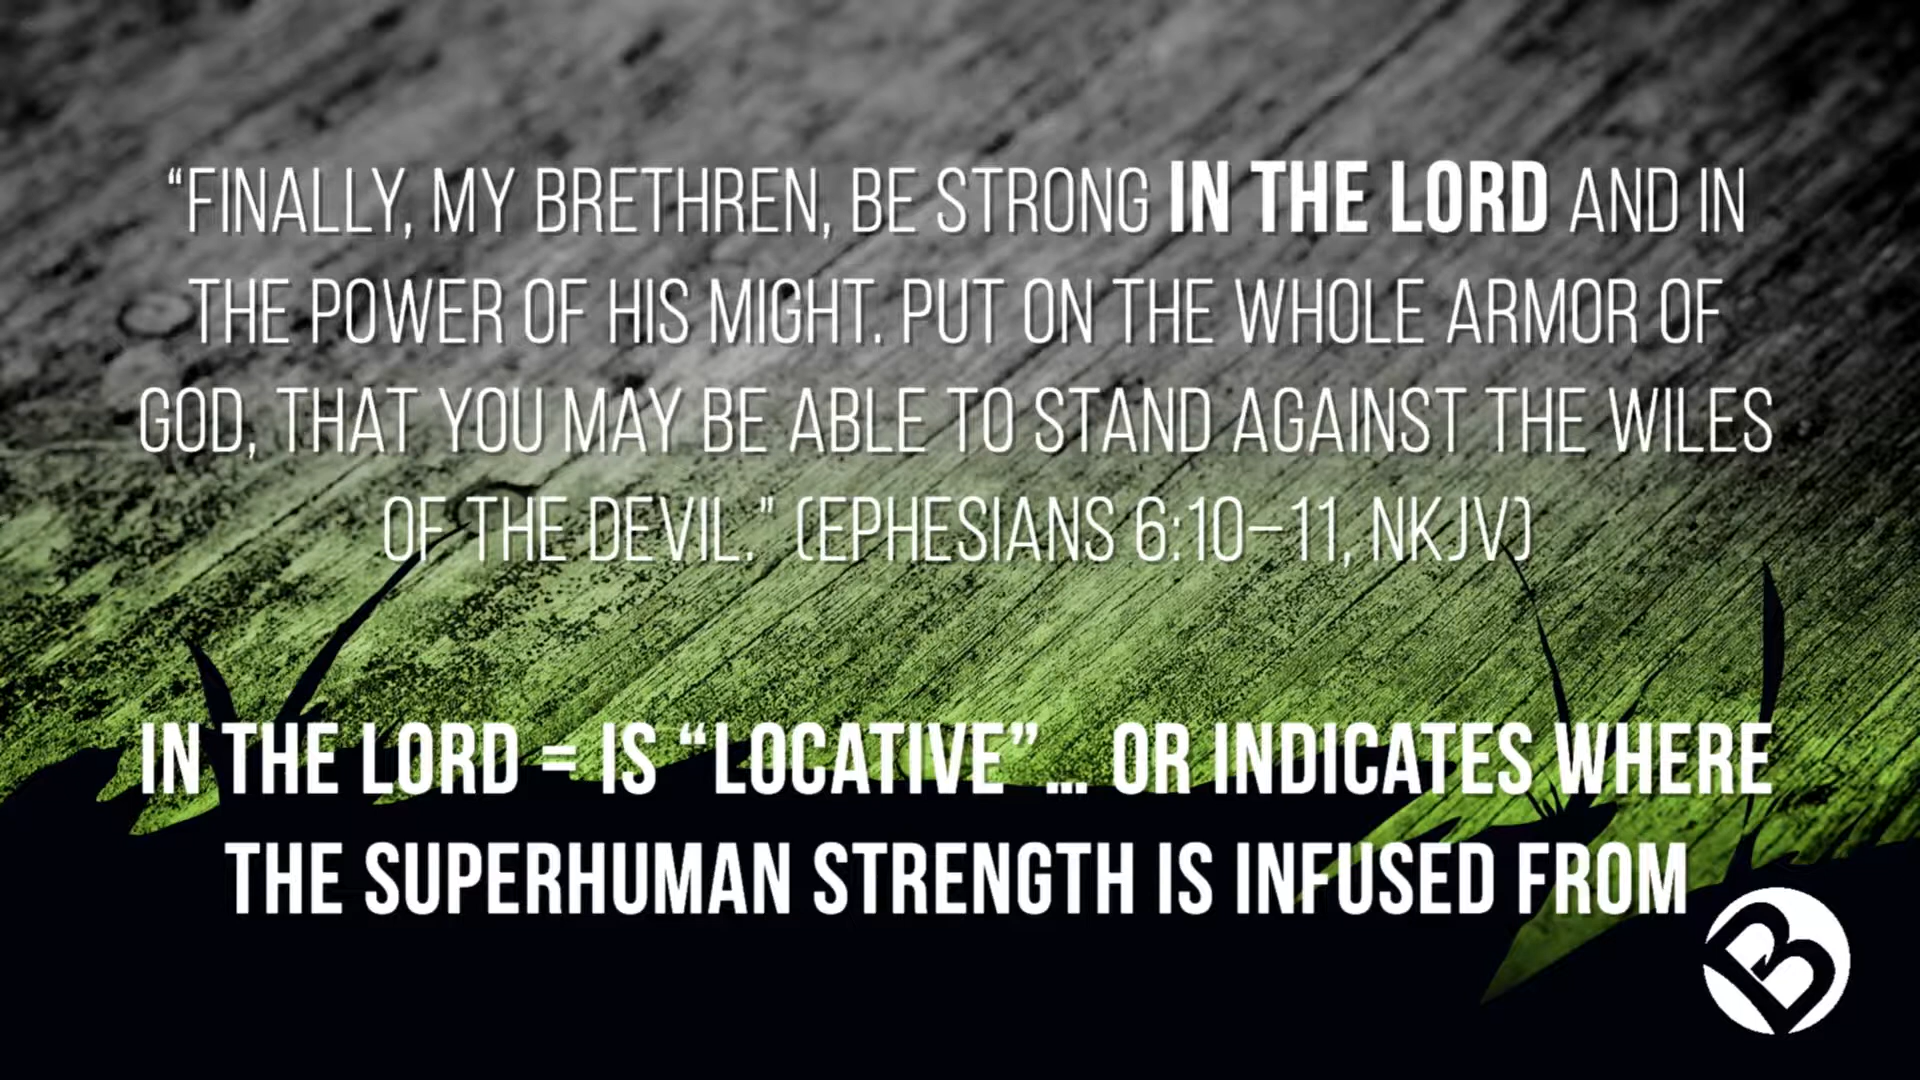 “FINALLY, MY BRETHREN, BE STRONG IN THE LORD AND IN
THE POWER OF HIS MIGHT. PUT ON THE WHOLE ARMOR OF
GOD, THAT YOU MAY BE ABLE TO STAND AGAINST THE WILES
OF THE DEVIL.” (EPHESIANS 6:10–11, NKJV)
IN THE LORD = IS “LOCATIVE”... OR INDICATES WHERE
THE SUPERHUMAN STRENGTH IS INFUSED FROM
B